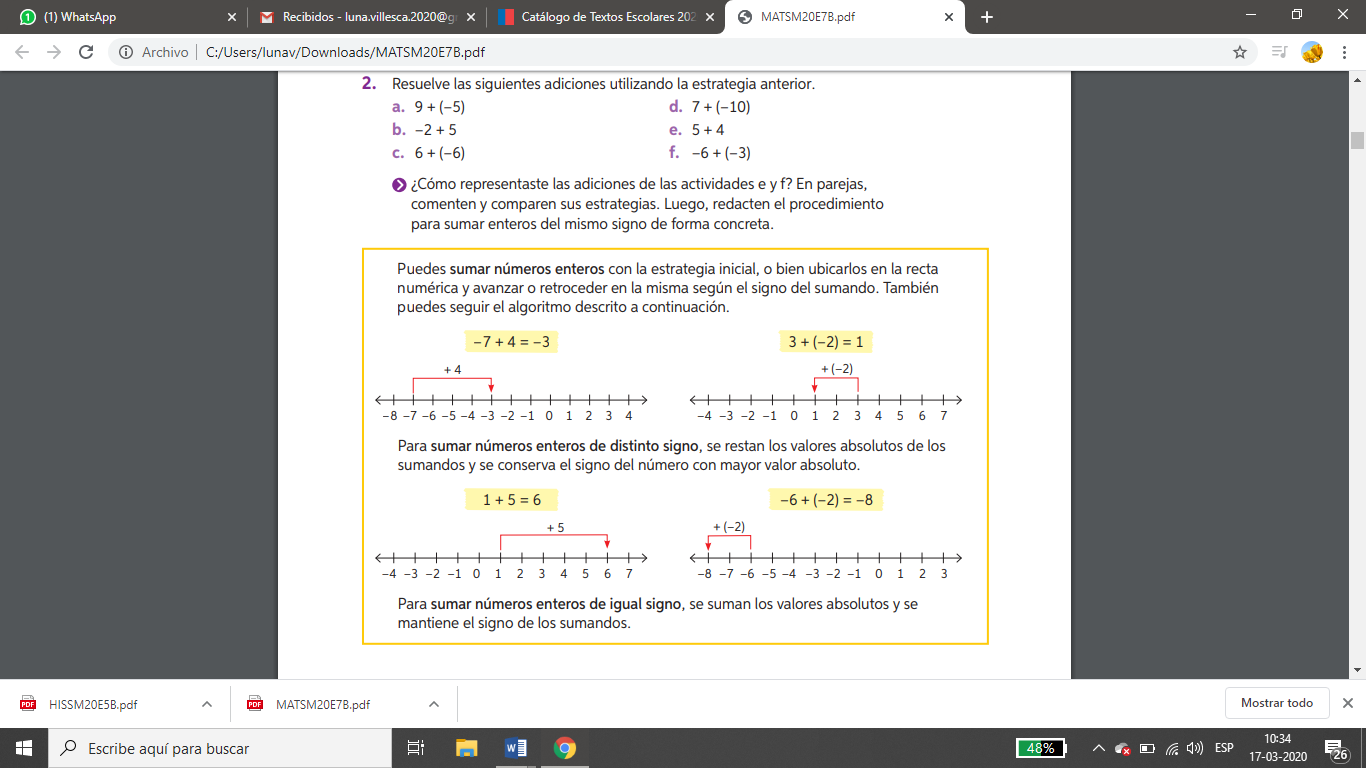 (1) WhatsApp
Recibidos - luna.villesca.2020@g
Catálogo de Textos Escolares 202
MATSM20E7B.pdf
Archivo
C:/Users/lunav/Downloads/MATSM20E7B.pdf
2. Resuelve las siguientes adiciones utilizando la estrategia anterior.
a. 9 + (–5)
d. 7 + (–10)
b. –2 + 5
e. 5 + 4
c. 6 + (–6)
f. –6 + (–3)
¿Cómo representaste las adiciones de las actividades e y f? En parejas,
comenten y comparen sus estrategias. Luego, redacten el procedimiento
para sumar enteros del mismo signo de forma concreta.
Puedes sumar números enteros con la estrategia inicial, o bien ubicarlos en la recta
numérica y avanzar o retroceder en la misma según el signo del sumando. También
puedes seguir el algoritmo descrito a continuación.
–7 + 4 = –3
3 + (–2) = 1
+ 4
+ (–2)
–8 –7 –6 –5 –4 –3 –2 –1 0 1 2 3 4
–4 –3 –2 –1 0 1 2 3 4 5 6 7
Para sumar números enteros de distinto signo, se restan los valores absolutos de los
sumandos y se conserva el signo del número con mayor valor absoluto.
1 + 5 = 6
–6 + (–2) = –8
+ 5
+ (–2)
–4 –3 –2 –1 0 1 2 3 4 5 6 7
–8 –7 –6 –5 –4 –3 –2 –1 0 1 2 3
Para sumar números enteros de igual signo, se suman los valores absolutos y se
mantiene el signo de los sumandos.
HISSM20E5B.pdf
MATSM20E7B.pdf
Mostrar todo
Escribe aquí para buscar
48%
ESP
10:34
17-03-2020
26